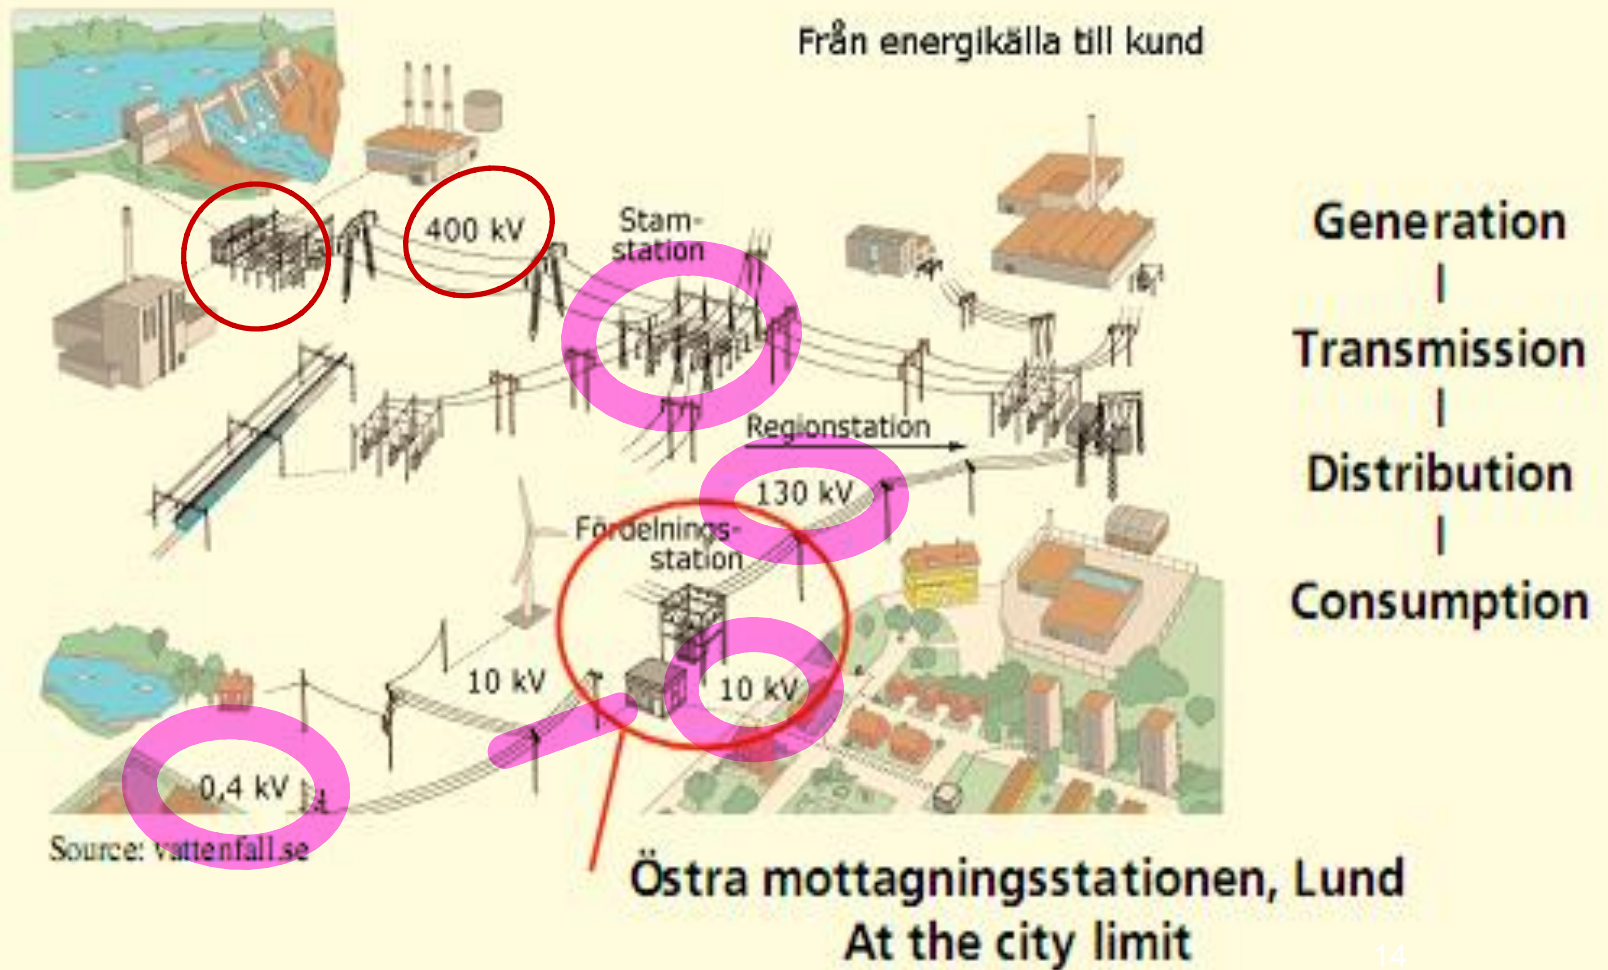 Från energikälla till kund
400 kV
Stam-
station
Generation
Transmission
Regionstation
Distribution
130 kV
Fördelnings-
station
Consumption
10 kV
10 kV
0,4 kV
Source: vattenfall.se
Östra mottagningsstationen, Lund
At the city limit
14